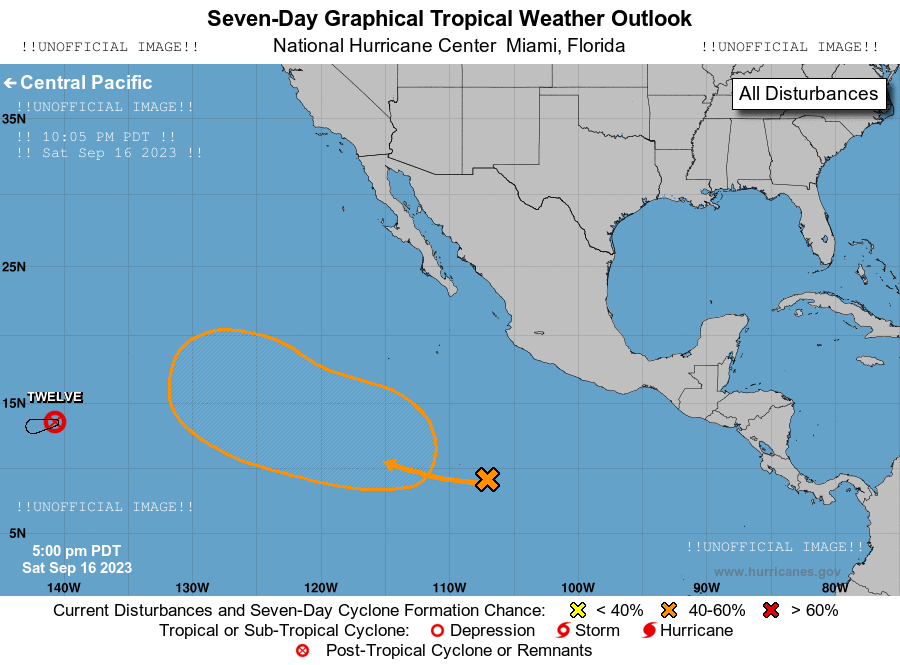 Seven-Day Graphical Tropical Weather Outlook
!!UNOFFICIAL IMAGE!! National Hurricane Center Miami, Florida !!UNOFFICIAL IMAGE!!
← Central Pacific
All Disturbances
!!UNOFFICIAL IMAGE!!
35N
!! 10:05 PM PDT !!
!! Sat Sep 16 2023 !!
25N
TWELVE
15N
!!UNOFFICIAL IMAGE!!
5N
5:00 pm PDT
Sat Sep 16 2023
!!UNOFFICIAL IMAGE!!
www.hurricanes.gov
140W 130W 120W 110W 100W 90W 80W
Current Disturbances and Seven-Day Cyclone Formation Chance: < 40% 40-60% > 60%
Tropical or Sub-Tropical Cyclone: Depression Storm Hurricane
Post-Tropical Cyclone or Remnants